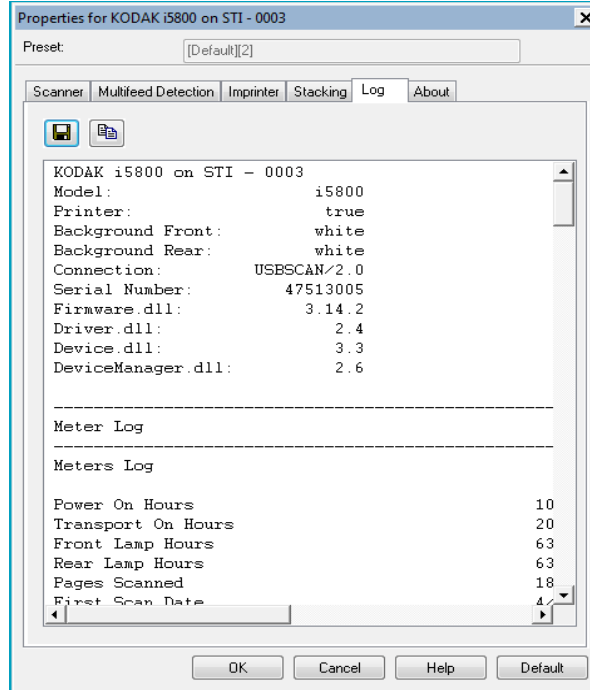 Properties for KODAK i5800 on STI - 0003
Preset: [Default][2]
Scanner Multifeed Detection Imprinter Stacking Log About
KODAK i5800 on STI - 0003
Model: i5800
Printer: true
Background Front: white
Background Rear: white
Connection: USBSCAN/2.0
Serial Number: 47513005
Firmware.dll: 3.14.2
Driver.dll: 2.4
Device.dll: 3.3
DeviceManager.dll: 2.6
Meter Log
Meters Log
Power On Hours 10
Transport On Hours 20
Front Lamp Hours 63
Rear Lamp Hours 63
Pages Scanned 18
First Scan Date 4/
OK Cancel Help Default